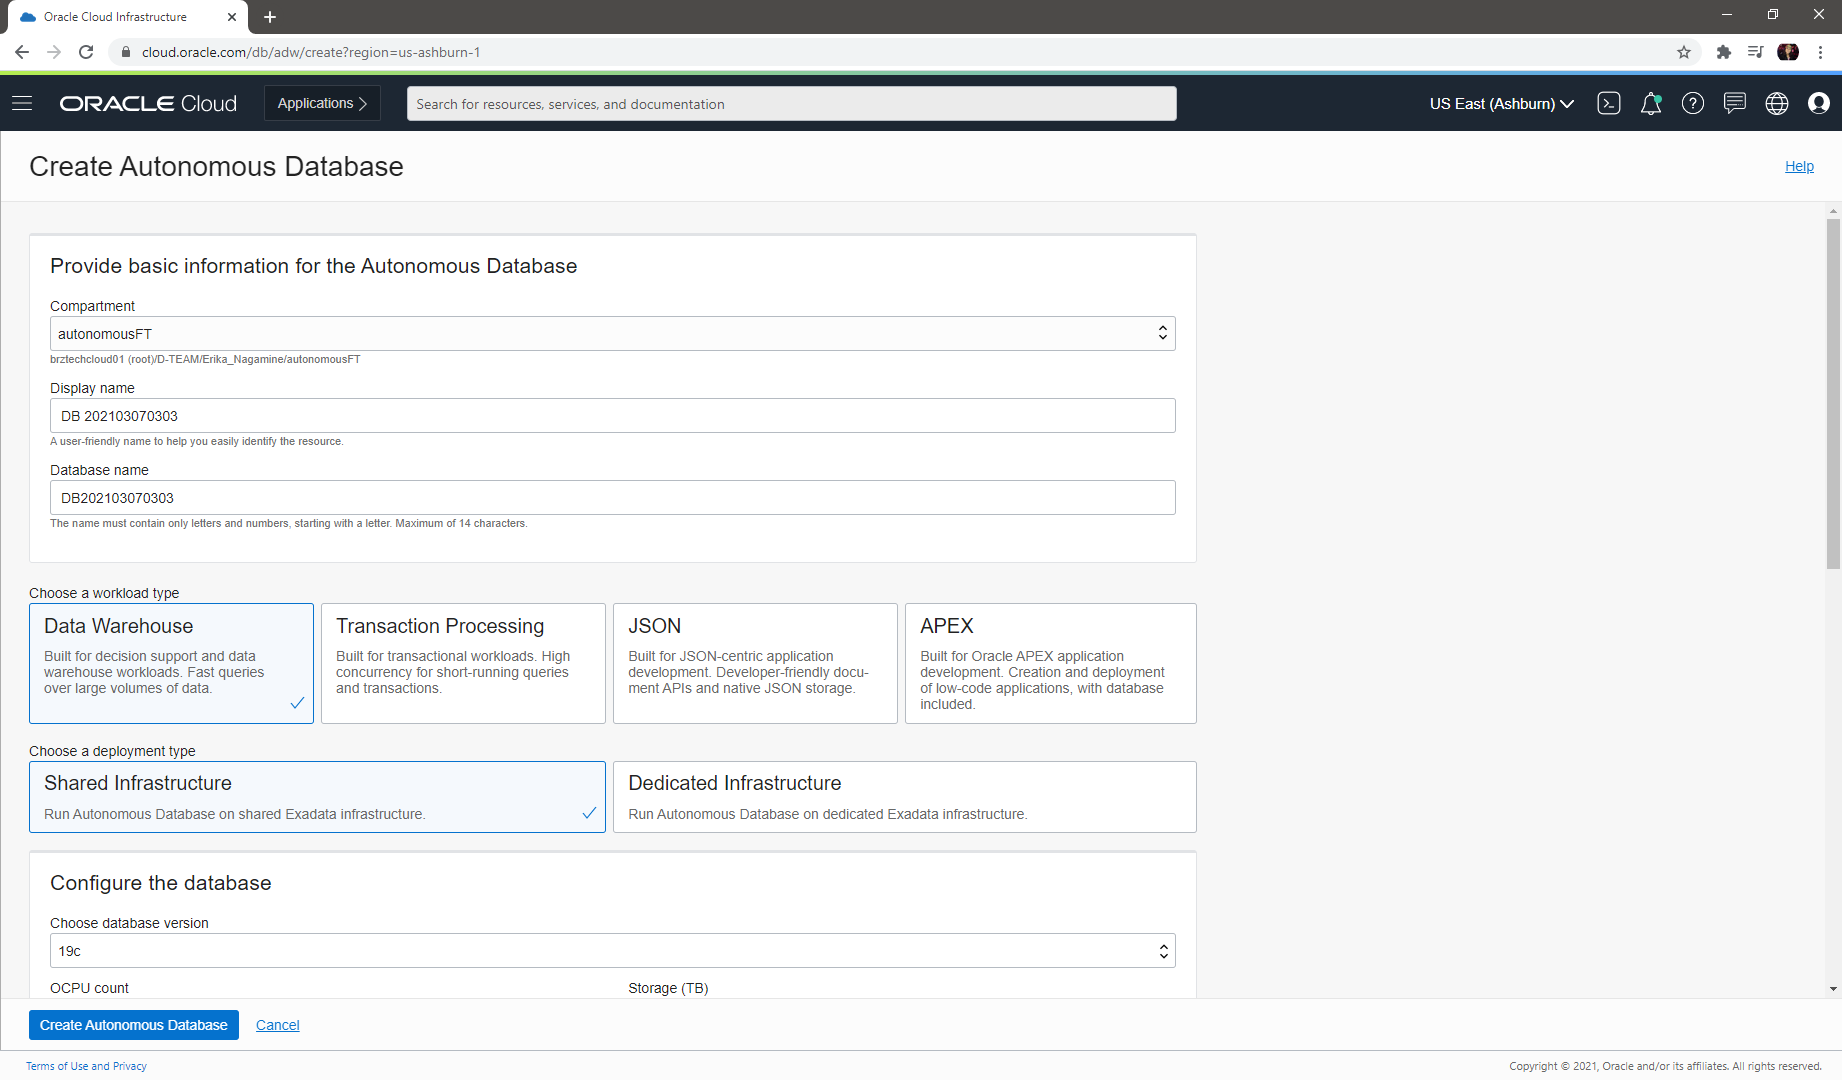 Oracle Cloud Infrastructure
cloud.oracle.com/db/adw/create?region=us-ashburn-1
ORACLE Cloud
Applications
Search for resources, services, and documentation
US East (Ashburn)
Create Autonomous Database
Help
Provide basic information for the Autonomous Database
Compartment
autonomousFT
brztechcloud01 (root)/D-TEAM/Erika_Nagamine/autonomousFT
Display name
DB 202103070303
A user-friendly name to help you easily identify the resource.
Database name
DB202103070303
The name must contain only letters and numbers, starting with a letter. Maximum of 14 characters.
Choose a workload type
Data Warehouse
Built for decision support and data
warehouse workloads. Fast queries
over large volumes of data.
Transaction Processing
Built for transactional workloads. High
concurrency for short-running queries
and transactions.
JSON
Built for JSON-centric application
development. Developer-friendly docu-
ment APIs and native JSON storage.
APEX
Built for Oracle APEX application
development. Creation and deployment
of low-code applications, with database
included.
Choose a deployment type
Shared Infrastructure
Run Autonomous Database on shared Exadata infrastructure.
Dedicated Infrastructure
Run Autonomous Database on dedicated Exadata infrastructure.
Configure the database
Choose database version
19c
OCPU count
Storage (TB)
Create Autonomous Database
Cancel
Terms of Use and Privacy
Copyright © 2021, Oracle and/or its affiliates. All rights reserved.